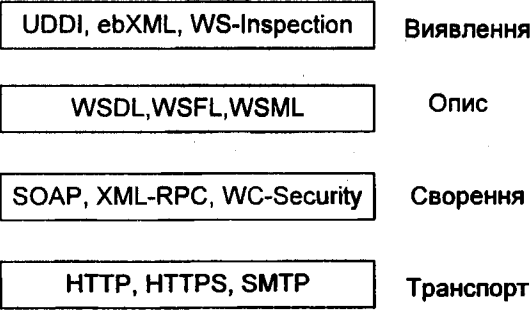 UDDI, ebXML, WS-Inspection Виявлення
WSDL,WSFL,WSML Опис
SOAP, XML-RPC, WC-Security Сворення
HTTP, HTTPS, SMTP Транспорт